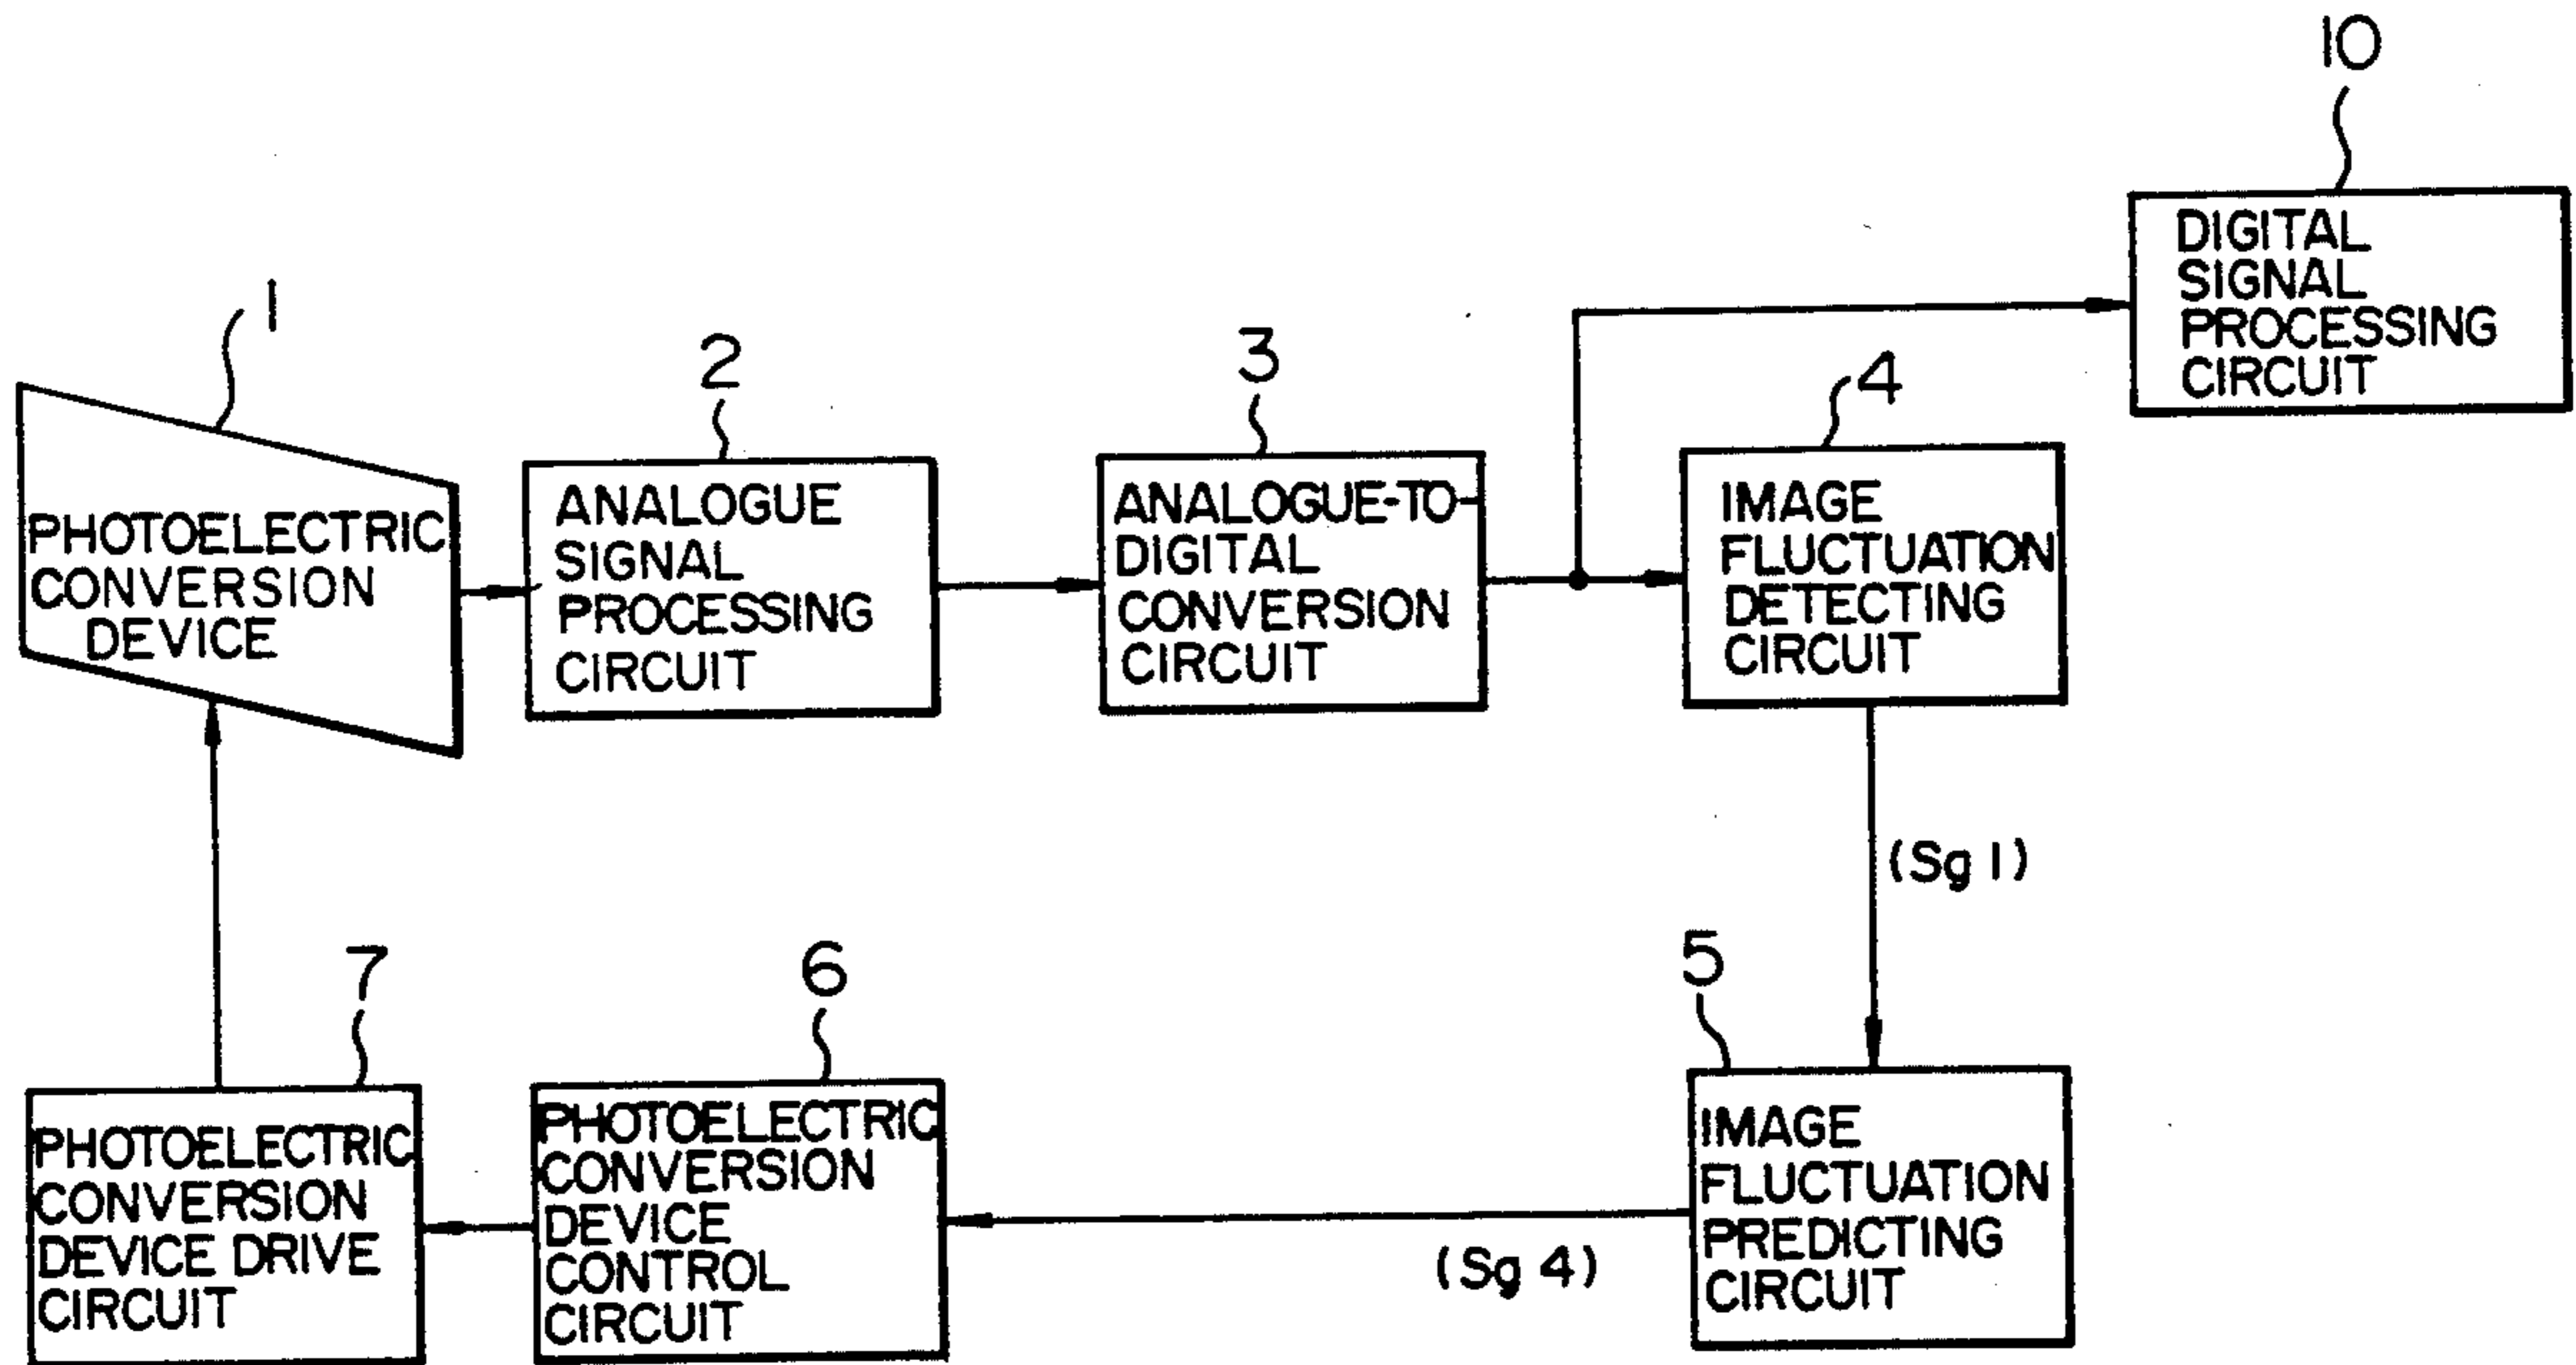 10
DIGITAL
SIGNAL
PROCESSING
CIRCUIT
1
PHOTOELECTRIC
CONVERSION
DEVICE
2
ANALOGUE
SIGNAL
PROCESSING
CIRCUIT
3
ANALOGUE-TO-
DIGITAL
CONVERSION
CIRCUIT
4
IMAGE
FLUCTUATION
DETECTING
CIRCUIT
(Sg 1)
7
PHOTOELECTRIC
CONVERSION
DEVICE DRIVE
CIRCUIT
6
PHOTOELECTRIC
CONVERSION
DEVICE
CONTROL
CIRCUIT
(Sg 4)
5
IMAGE
FLUCTUATION
PREDICTING
CIRCUIT